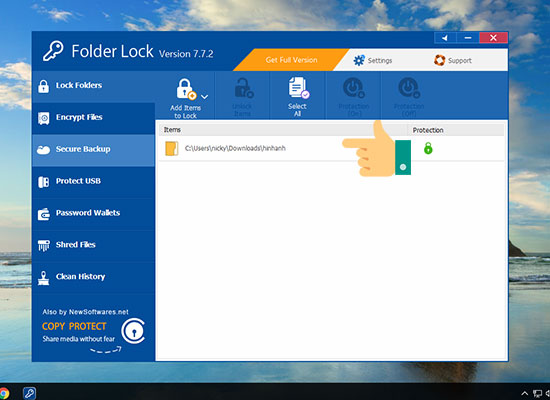 Folder Lock Version 7.7.2
Get Full Version
Settings
Support
Lock Folders
Encrypt Files
Secure Backup
Protect USB
Password Wallets
Shred Files
Clean History
Also by NewSoftwares.net
COPY PROTECT
Share media without fear
Add Items
to Lock
Unlock
Items
Select
All
Protection
(On)
Protection
(Off)
Items
Protection
C:\Users\nicky\Downloads\hinhanh